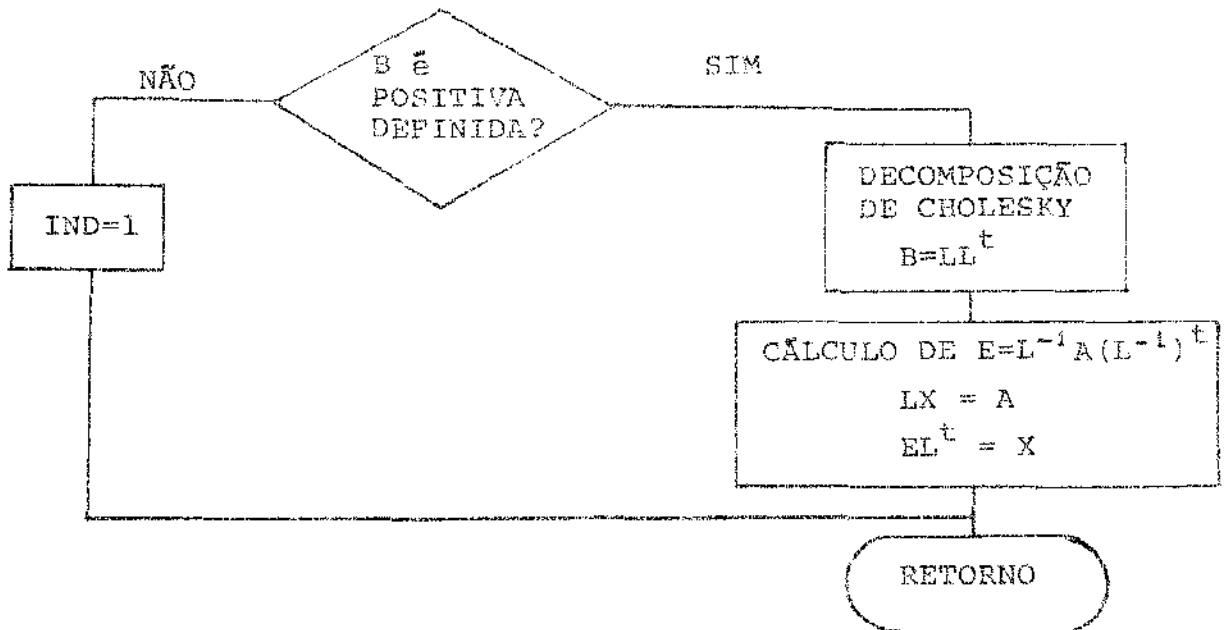 B é
POSITIVA
DEFINIDA?
NÃO
SIM
IND=1
DECOMPOSIÇÃO
DE CHOLESKY
B=LL^t
CÁLCULO DE E=L^-1 A(L^-1)^t
LX = A
EL^t = X
RETORNO